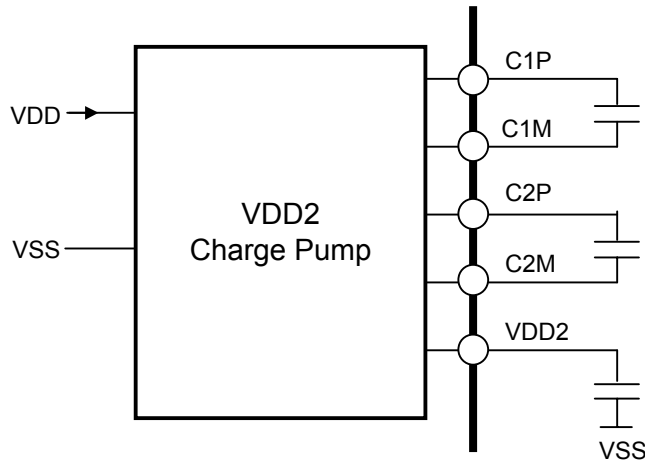 VDD
VSS
VDD2
Charge Pump
C1P
C1M
C2P
C2M
VDD2
VSS